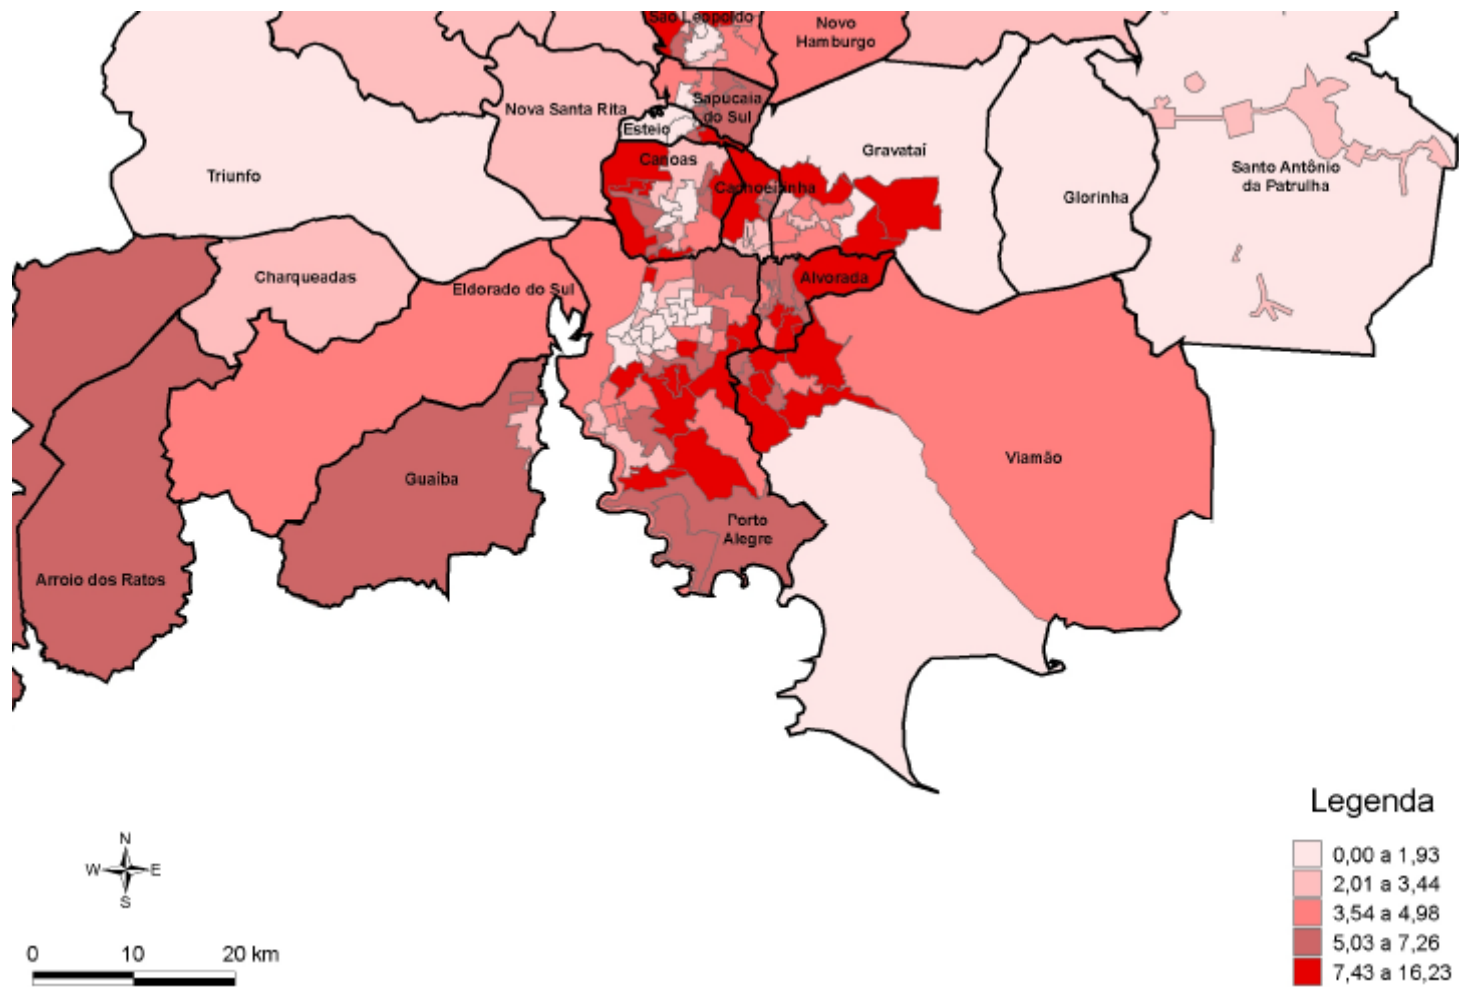 São Leopoldo
Novo
Hamburgo
Nova Santa Rita
Sapucaia
do Sul
Esteio
Canoas
Gravataí
Triunfo
Cachoeirinha
Glorinha
Santo Antônio
da Patrulha
Charqueadas
Eldorado do Sul
Alvorada
Guaíba
Viamão
Porto
Alegre
Arroio dos Ratos
Legenda
0,00 a 1,93
2,01 a 3,44
3,54 a 4,98
5,03 a 7,26
7,43 a 16,23
N
W E
S
0 10 20 km